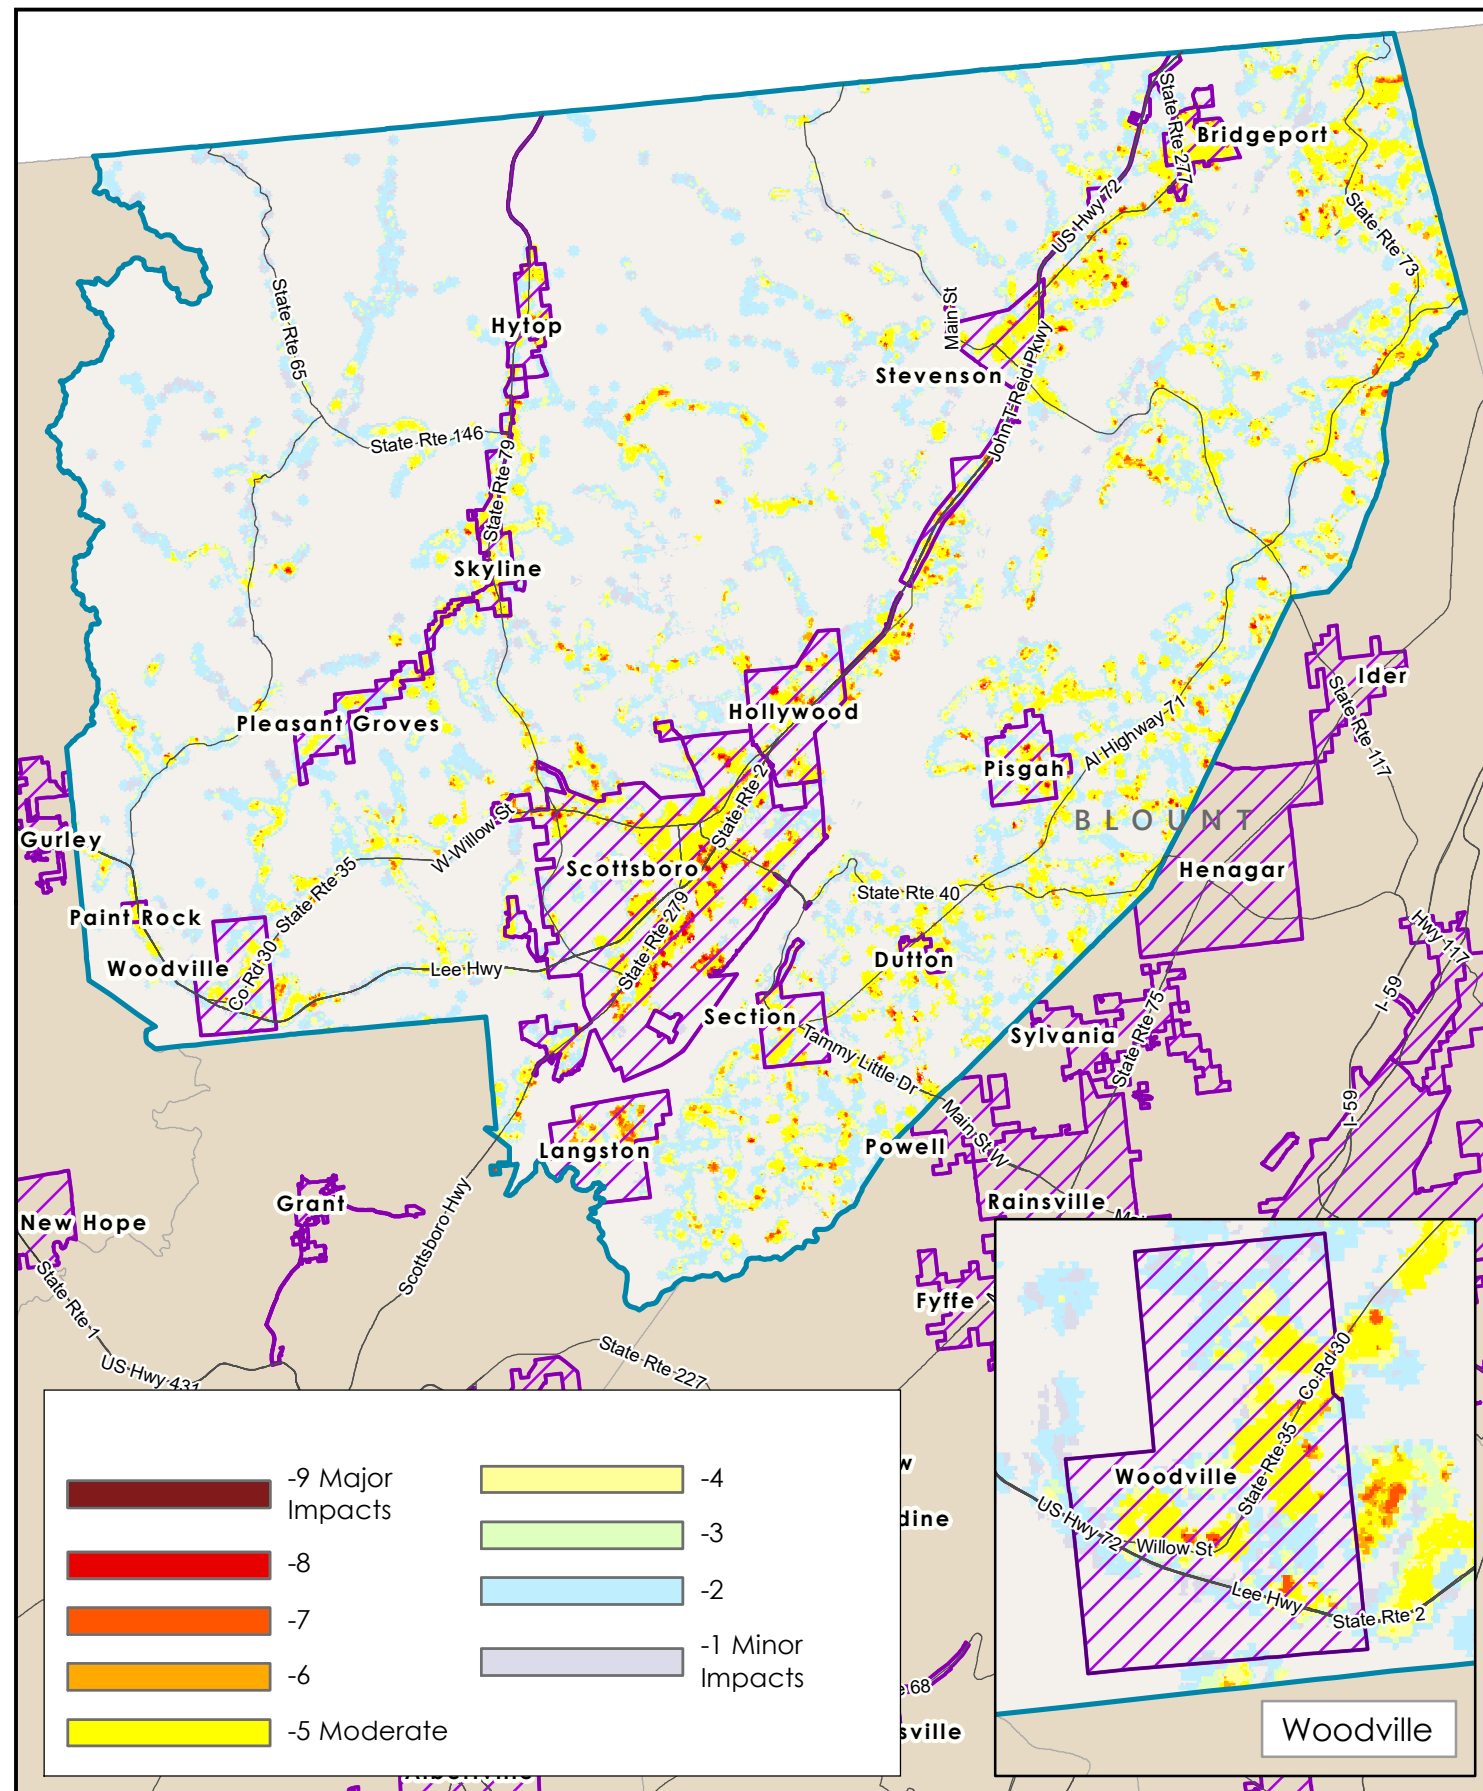 State Rte 277
Bridgeport
US Hwy 72
State Rte 73
State Rte 65
Hytop
Main St
Stevenson
John T Reid Pkwy
State Rte 146
State Rte 79
Skyline
Ider
Hollywood
Pleasant Groves
State Rte 117
Al Highway 71
Pisgah
State Rte 2
BLOUNT
W Willow St
Gurley
Scottsboro
Henagar
State Rte 35
State Rte 40
Paint Rock
Hwy 117
State Rte 279
Dutton
Woodville
Co Rd 30
Lee Hwy
I-59
Section
Sylvania
State Rte 75
Tammy Little Dr
Main St W
I-59
Langston
Powell
Grant
Rainsville
New Hope
Scottsboro Hwy
Fyffe
State Rte 1
US Hwy 431
State Rte 227
-9 Major
Impacts
-8
-7
-6
-5 Moderate
-4
-3
-2
-1 Minor
Impacts
w
dine
68
sville
Co Rd 30
Woodville
State Rte 35
US Hwy 72
Willow St
Lee Hwy
State Rte 2
Woodville